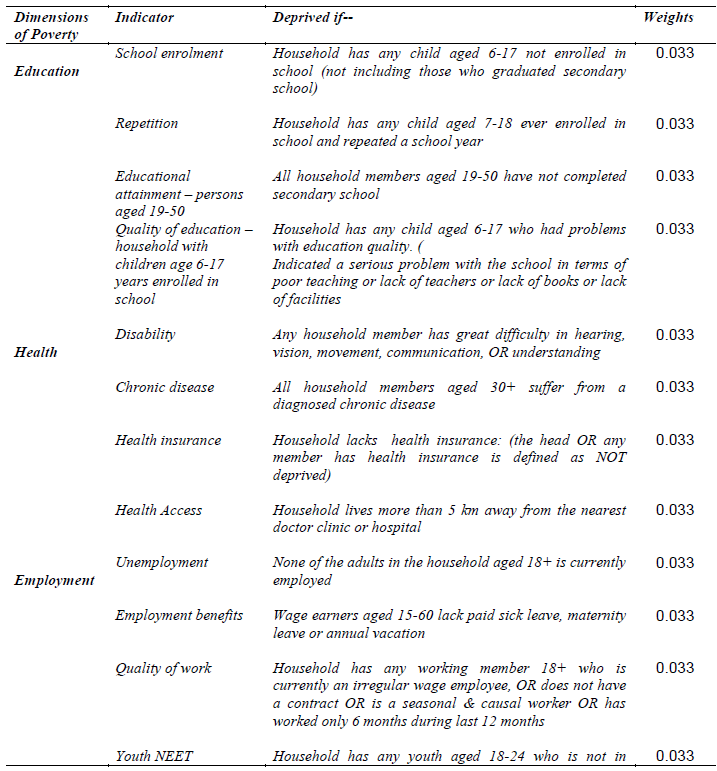 Dimensions of Poverty Indicator Deprived if-- Weights
Education
School enrolment Household has any child aged 6-17 not enrolled in 0.033
school (not including those who graduated secondary
school)
Repetition Household has any child aged 7-18 ever enrolled in 0.033
school and repeated a school year
Educational All household members aged 19-50 have not completed 0.033
attainment – persons secondary school
aged 19-50
Quality of education – Household has any child aged 6-17 who had problems 0.033
household with with education quality. (
children age 6-17 Indicated a serious problem with the school in terms of
years enrolled in poor teaching or lack of teachers or lack of books or lack
school of facilities
Health
Disability Any household member has great difficulty in hearing, 0.033
vision, movement, communication, OR understanding
Chronic disease All household members aged 30+ suffer from a 0.033
diagnosed chronic disease
Health insurance Household lacks health insurance: (the head OR any 0.033
member has health insurance is defined as NOT
deprived)
Health Access Household lives more than 5 km away from the nearest 0.033
doctor clinic or hospital
Employment
Unemployment None of the adults in the household aged 18+ is currently 0.033
employed
Employment benefits Wage earners aged 15-60 lack paid sick leave, maternity 0.033
leave or annual vacation
Quality of work Household has any working member 18+ who is 0.033
currently an irregular wage employee, OR does not have
a contract OR is a seasonal & causal worker OR has
worked only 6 months during last 12 months
Youth NEET Household has any youth aged 18-24 who is not in 0.033